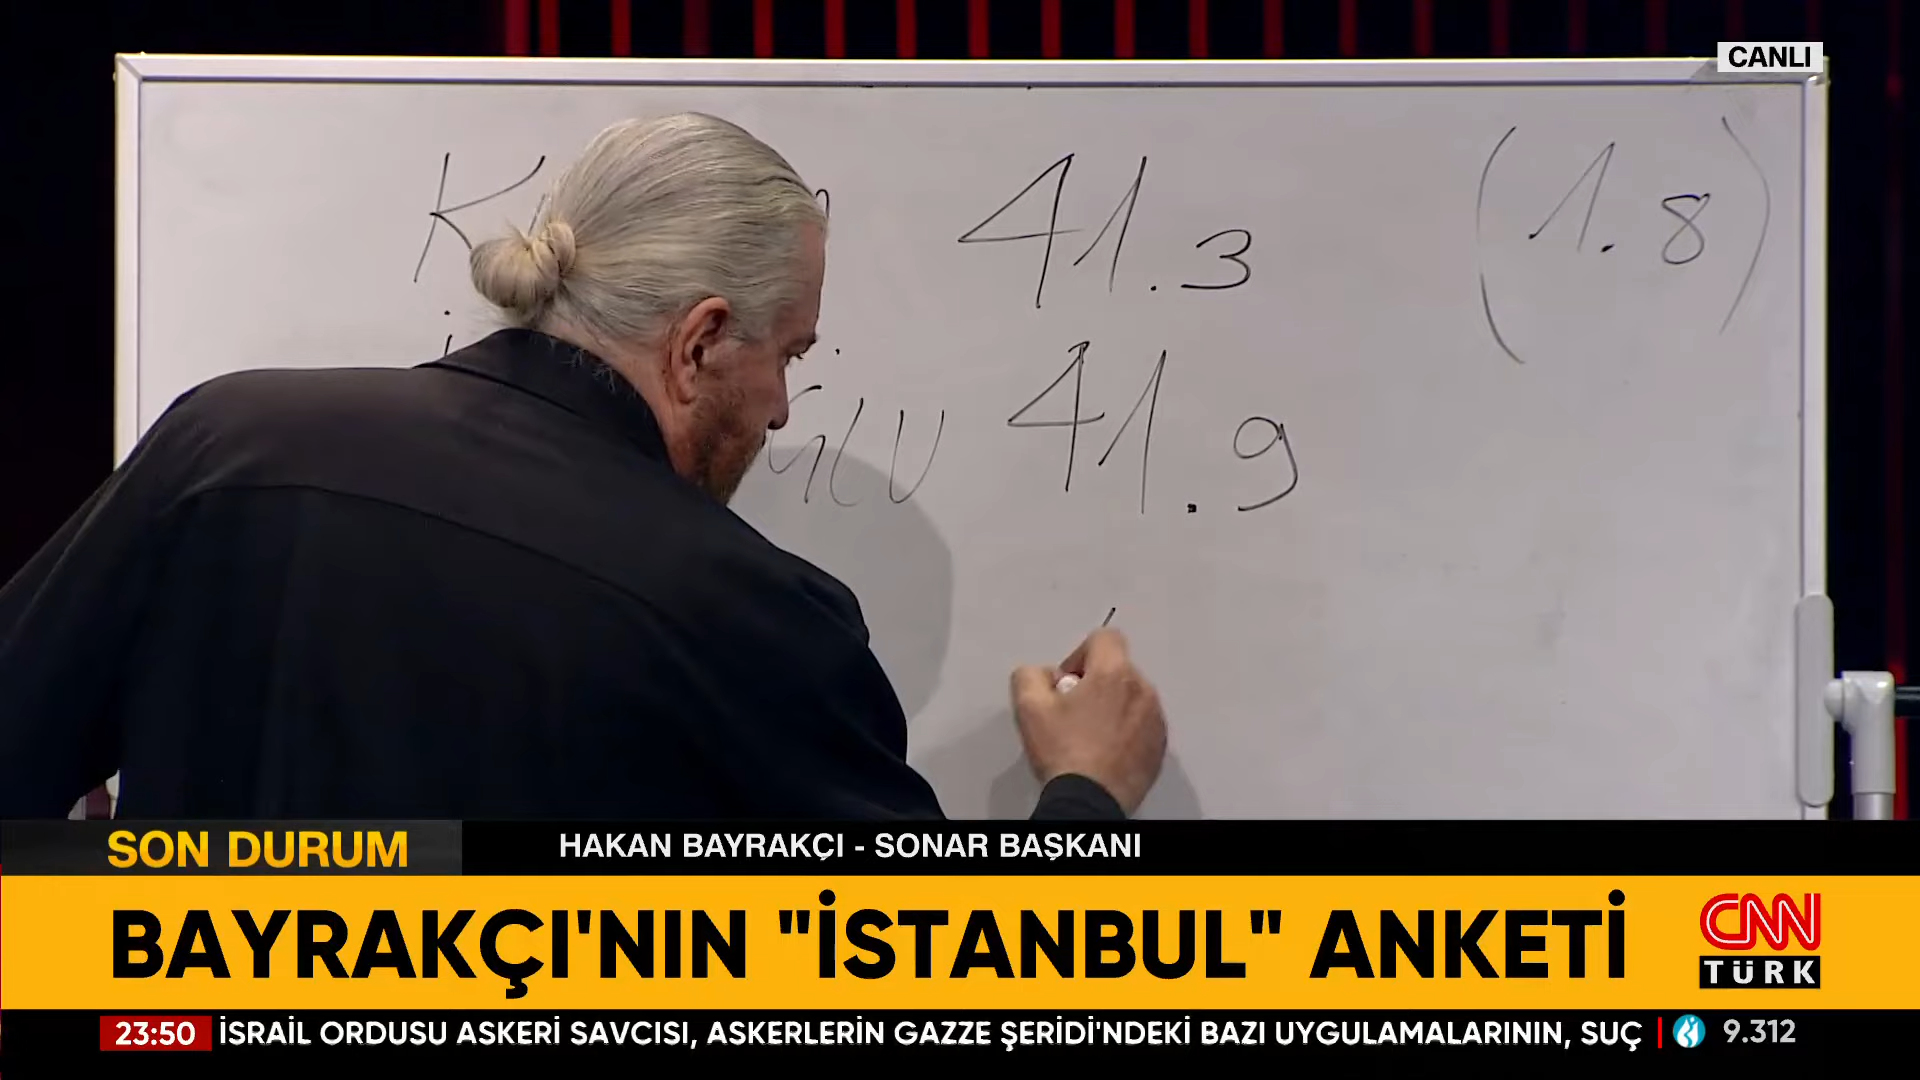 CANLI
41.3 (1.8)
41.9
SON DURUM
HAKAN BAYRAKÇI - SONAR BAŞKANI
BAYRAKÇI'NIN "İSTANBUL" ANKETİ
CNN
TÜRK
23:50 İSRAİL ORDUSU ASKERİ SAVCISI, ASKERLERİN GAZZE ŞERİDİ'NDEKİ BAZI UYGULAMALARININ, SUÇ | 9.312